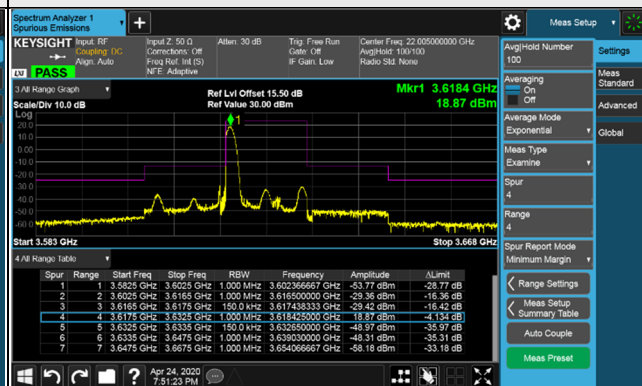 Spectrum Analyzer 1
Spurious Emissions
Meas Setup
KEYSIGHT
Input: RF
Coupling: DC
Align: Auto
Input Z: 50 Ω
Corrections: Off
Freq Ref: Int (S)
NFE: Adaptive
Atten: 30 dB
Trig: Free Run
Gate: Off
IF Gain: Low
Center Freq: 22.005000000 GHz
Avg|Hold: 100/100
Radio Std: None
LXI
PASS
3 All Range Graph
Scale/Div 10.0 dB
Ref Lvl Offset 15.50 dB
Ref Value 30.00 dBm
Mkr1 3.6184 GHz
18.87 dBm
Log
20.0
10.0
0.00
-10.0
-20.0
-30.0
-40.0
-50.0
-60.0
1
Start 3.583 GHz
Stop 3.668 GHz
4 All Range Table
Spur Range Start Freq Stop Freq RBW Frequency Amplitude ΔLimit
1 1 3.5825 GHz 3.6025 GHz 1.000 MHz 3.602366667 GHz -53.77 dBm -28.77 dB
2 2 3.6025 GHz 3.6165 GHz 1.000 MHz 3.616500000 GHz -29.36 dBm -16.36 dB
3 3 3.6165 GHz 3.6175 GHz 150.0 kHz 3.617438333 GHz -29.42 dBm -16.42 dB
4 4 3.6175 GHz 3.6325 GHz 1.000 MHz 3.618425000 GHz 18.87 dBm -4.134 dB
5 5 3.6325 GHz 3.6335 GHz 150.0 kHz 3.632650000 GHz -48.97 dBm -35.97 dB
6 6 3.6335 GHz 3.6475 GHz 1.000 MHz 3.639030000 GHz -48.31 dBm -35.31 dB
7 7 3.6475 GHz 3.6675 GHz 1.000 MHz 3.654066667 GHz -58.18 dBm -33.18 dB
Avg|Hold Number
100
Averaging
On
Off
Average Mode
Exponential
Meas Type
Examine
Spur
4
Range
4
Spur Report Mode
Minimum Margin
Range Settings
Meas Setup
Summary Table
Auto Couple
Meas Preset
Settings
Meas
Standard
Advanced
Global
?
Apr 24, 2020
7:51:23 PM